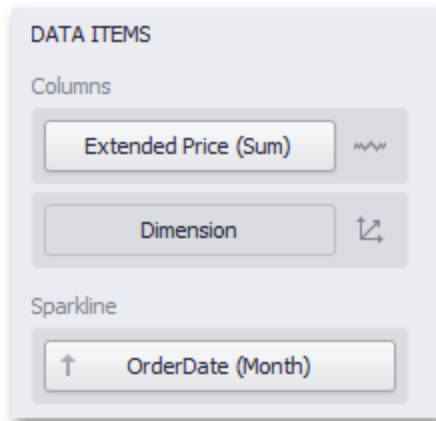 DATA ITEMS
Columns
Extended Price (Sum)
Dimension
Sparkline
OrderDate (Month)